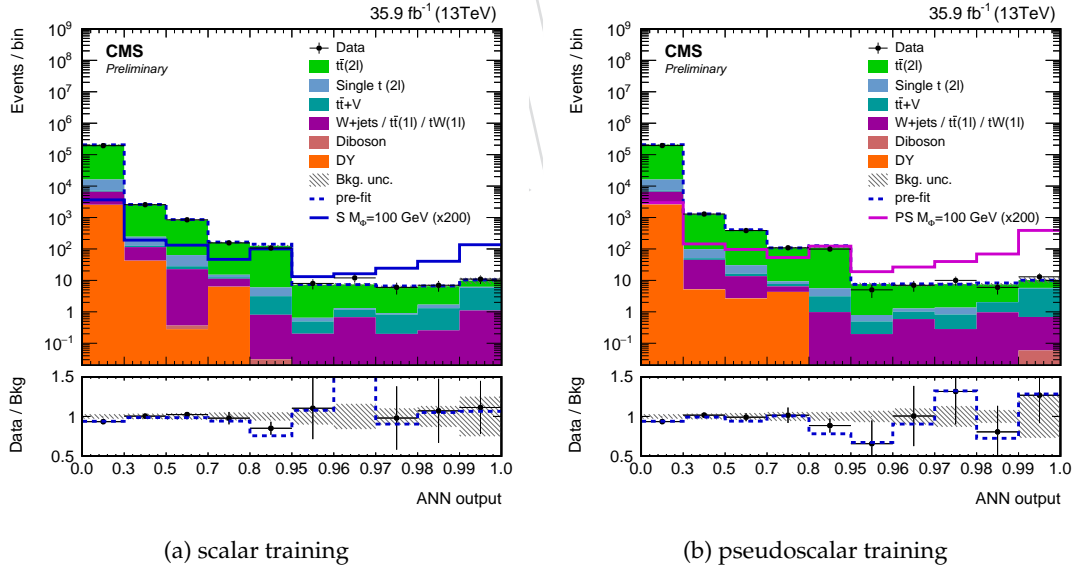 35.9 fb⁻¹ (13TeV)
Events / bin
10⁹
10⁸
10⁷
10⁶
10⁵
10⁴
10³
10²
10
1
10⁻¹
CMS
Preliminary
Data
tt̄(2l)
Single t (2l)
tt̄+V
W+jets / tt̄(1l) / tW(1l)
Diboson
DY
Bkg. unc.
pre-fit
S M_Φ=100 GeV (x200)
Data / Bkg
1.5
1
0.5
0.0 0.3 0.5 0.7 0.8 0.95 0.96 0.97 0.98 0.99 1.0
ANN output
(a) scalar training
35.9 fb⁻¹ (13TeV)
Events / bin
10⁹
10⁸
10⁷
10⁶
10⁵
10⁴
10³
10²
10
1
10⁻¹
CMS
Preliminary
Data
tt̄(2l)
Single t (2l)
tt̄+V
W+jets / tt̄(1l) / tW(1l)
Diboson
DY
Bkg. unc.
pre-fit
PS M_Φ=100 GeV (x200)
Data / Bkg
1.5
1
0.5
0.0 0.3 0.5 0.7 0.8 0.95 0.96 0.97 0.98 0.99 1.0
ANN output
(b) pseudoscalar training